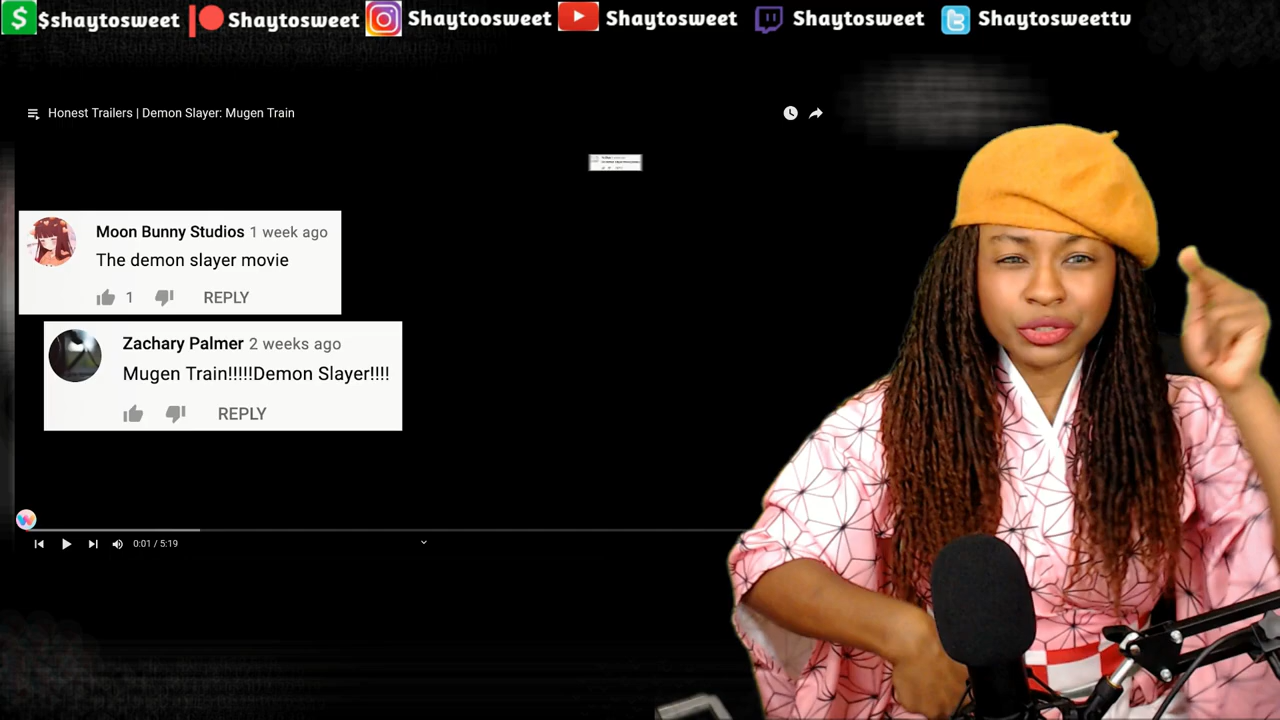 $shaytosweet Shaytosweet Shaytoosweet Shaytosweet Shaytosweet Shaytosweettv
Honest Trailers | Demon Slayer: Mugen Train
Moon Bunny Studios 1 week ago
The demon slayer movie
1 REPLY
Zachary Palmer 2 weeks ago
Mugen Train!!!!!Demon Slayer!!!!
REPLY
0:01 / 5:19